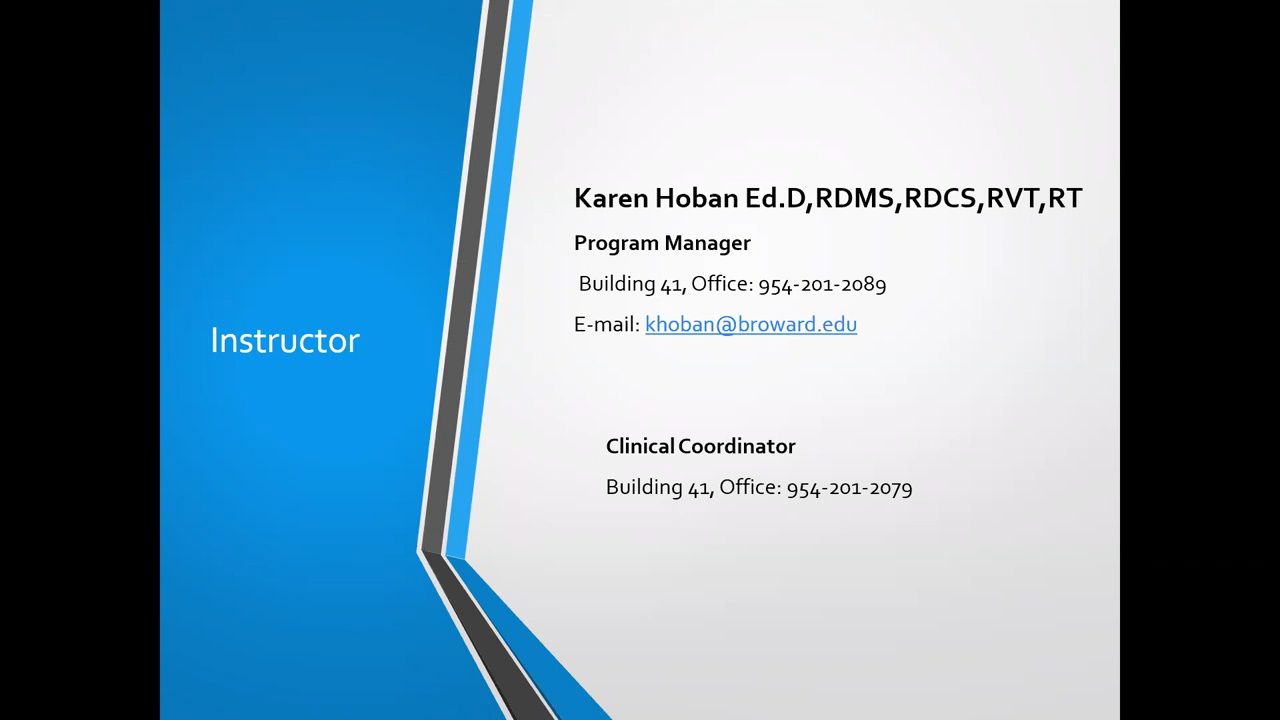 Instructor
Karen Hoban Ed.D,RDMS,RDCS,RVT,RT
Program Manager
Building 41, Office: 954-201-2089
E-mail: khoban@broward.edu
Clinical Coordinator
Building 41, Office: 954-201-2079